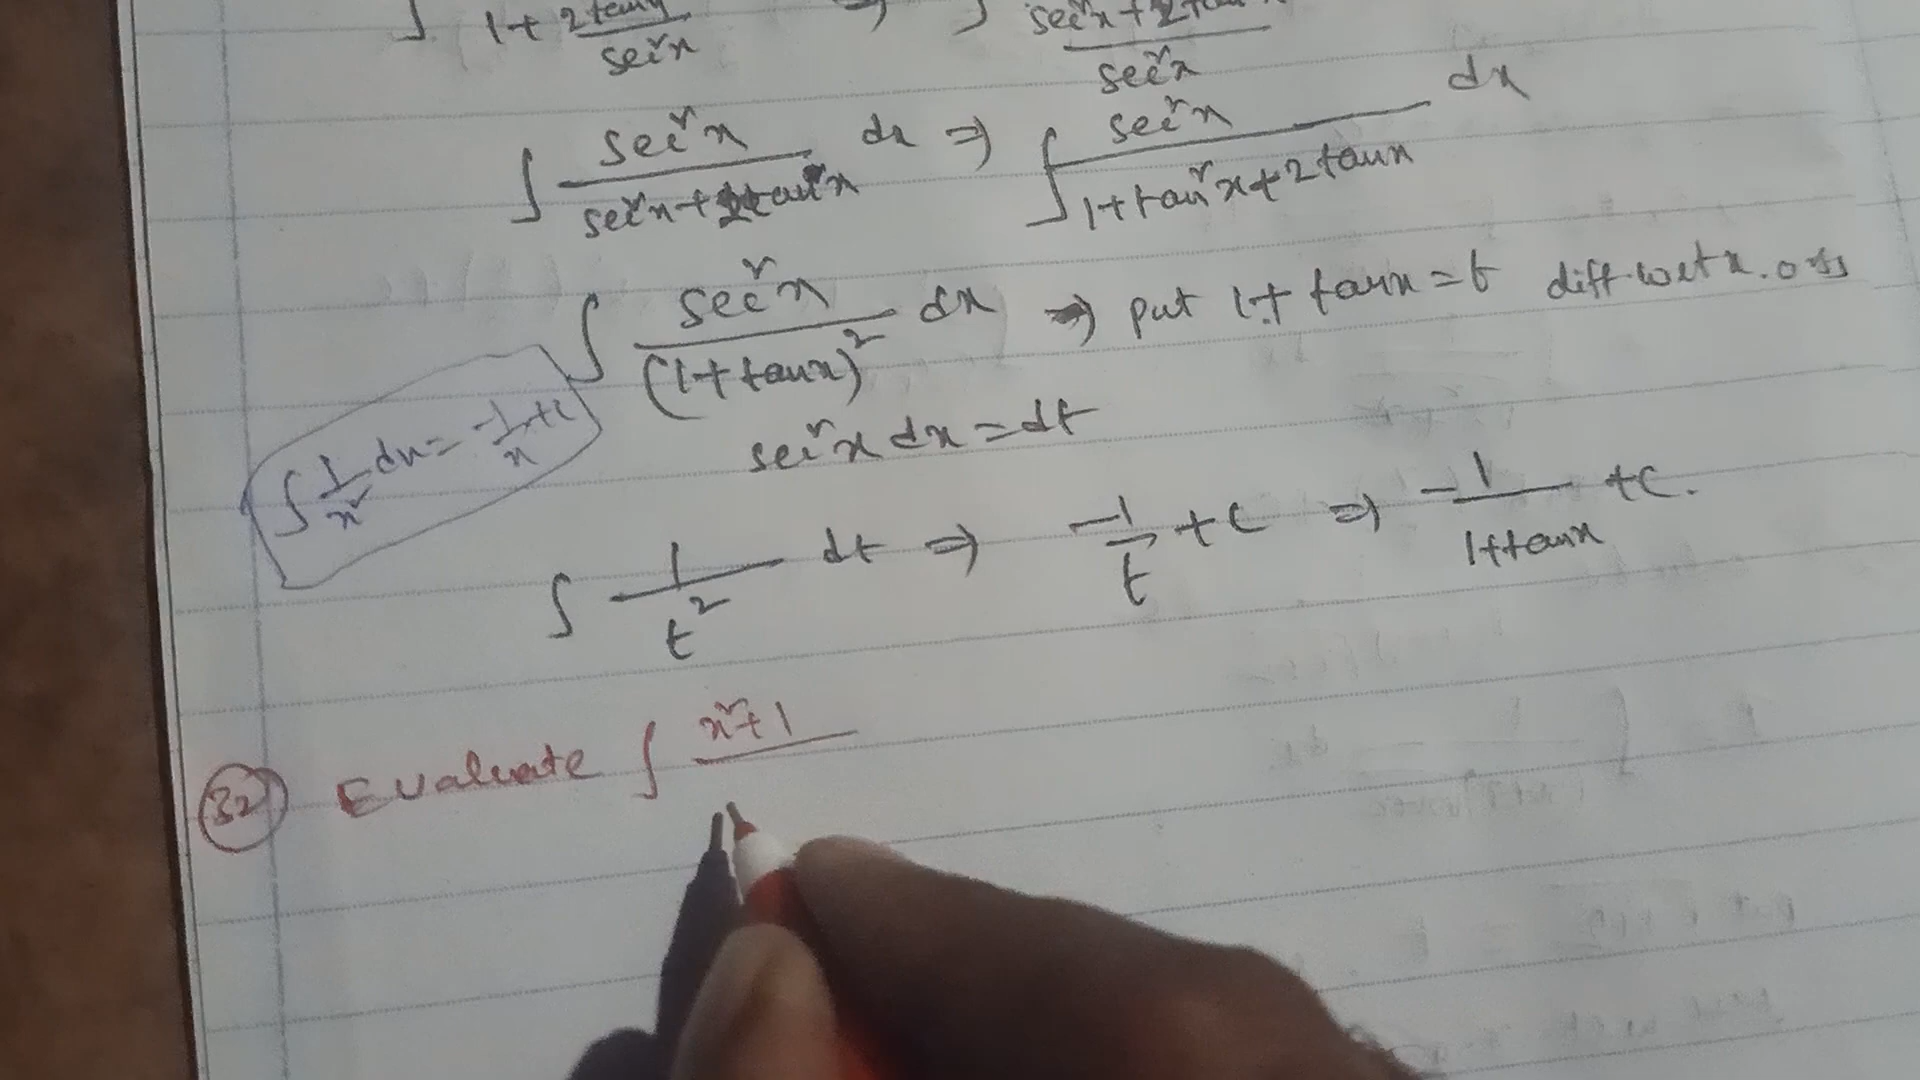 ∫ 1 + 2tanx/sec²x ⇒ ∫ sec²x + 2tanx/sec²x
∫ sec²x/sec²x + 2tanx dx ⇒ ∫ sec²x/1+tan²x+2tanx dx
∫ sec²x/(1+tanx)² dx ⇒ put 1+tanx = t diff w.r.t x. o.b.s
sec²x dx = dt
∫ 1/x² dx = -1/x + c
∫ 1/t² dt ⇒ -1/t + c ⇒ -1/1+tanx + c.
32 Evaluate ∫ x²+1